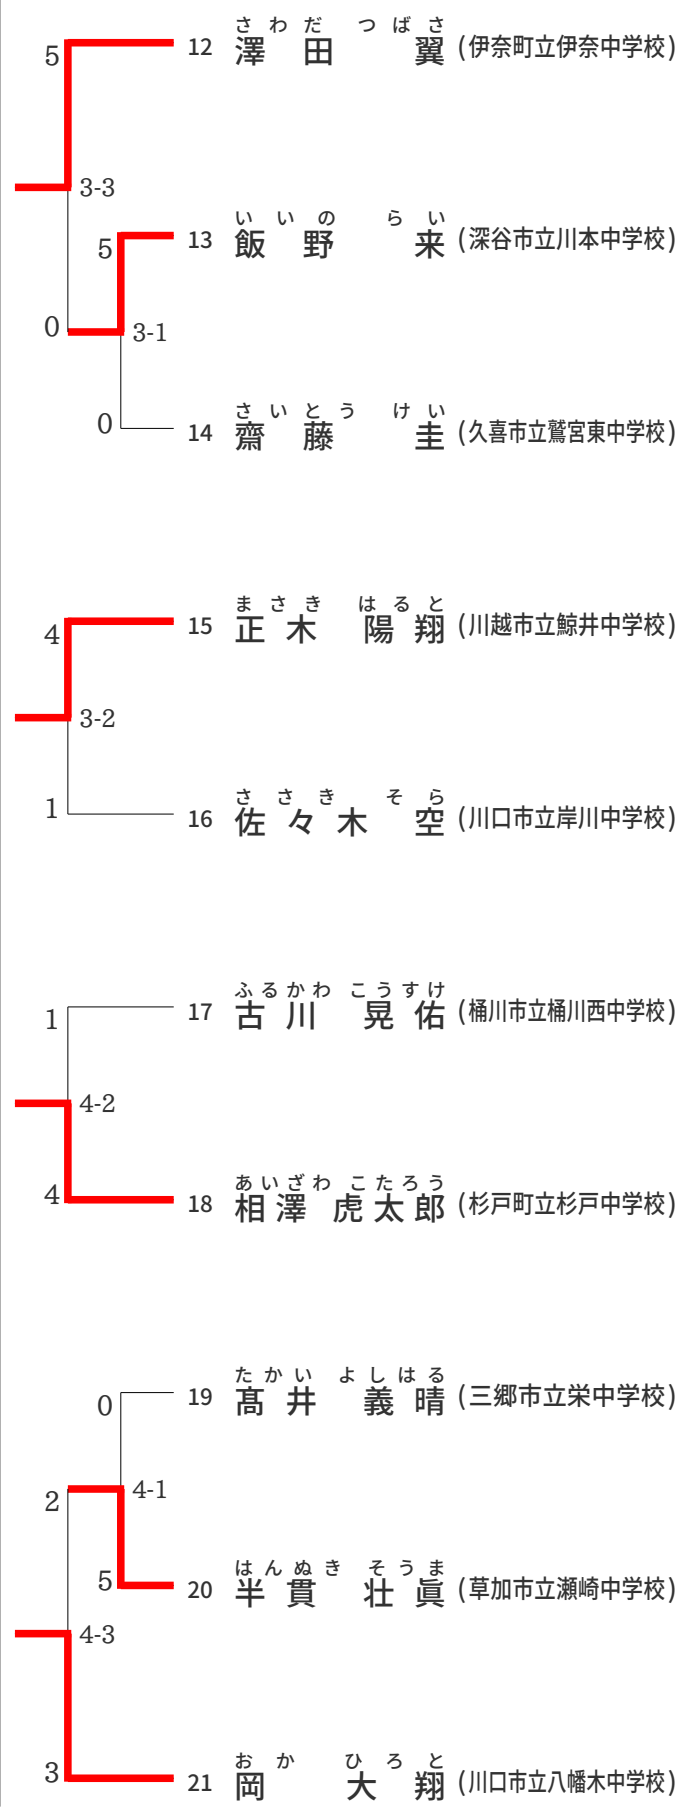 さわだ つばさ
5 12 澤田 翼 (伊奈町立伊奈中学校)
3-3
いいの らい
5 13 飯野 来 (深谷市立川本中学校)
0 3-1
さいとう けい
0 14 齋藤 圭 (久喜市立鷲宮東中学校)
まさき はると
4 15 正木 陽翔 (川越市立鯨井中学校)
3-2
ささき そら
1 16 佐々木 空 (川口市立岸川中学校)
ふるかわ こうすけ
1 17 古川 晃佑 (桶川市立桶川西中学校)
4-2
あいざわ こたろう
4 18 相澤 虎太郎 (杉戸町立杉戸中学校)
たかい よしはる
0 19 髙井 義晴 (三郷市立栄中学校)
2 4-1
はんぬき そうま
5 20 半貫 壮眞 (草加市立瀬崎中学校)
4-3
おか ひろと
3 21 岡 大翔 (川口市立八幡木中学校)